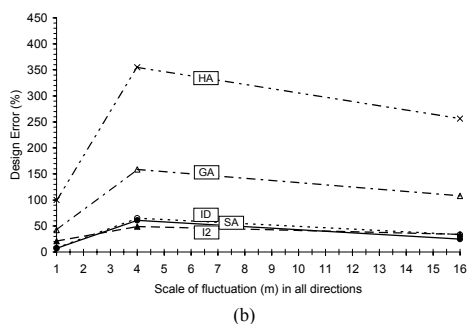 450
400
350
300
250
200
150
100
50
0
Design Error (%)
HA
GA
ID
SA
I2
1 2 3 4 5 6 7 8 9 10 11 12 13 14 15 16
Scale of fluctuation (m) in all directions
(b)